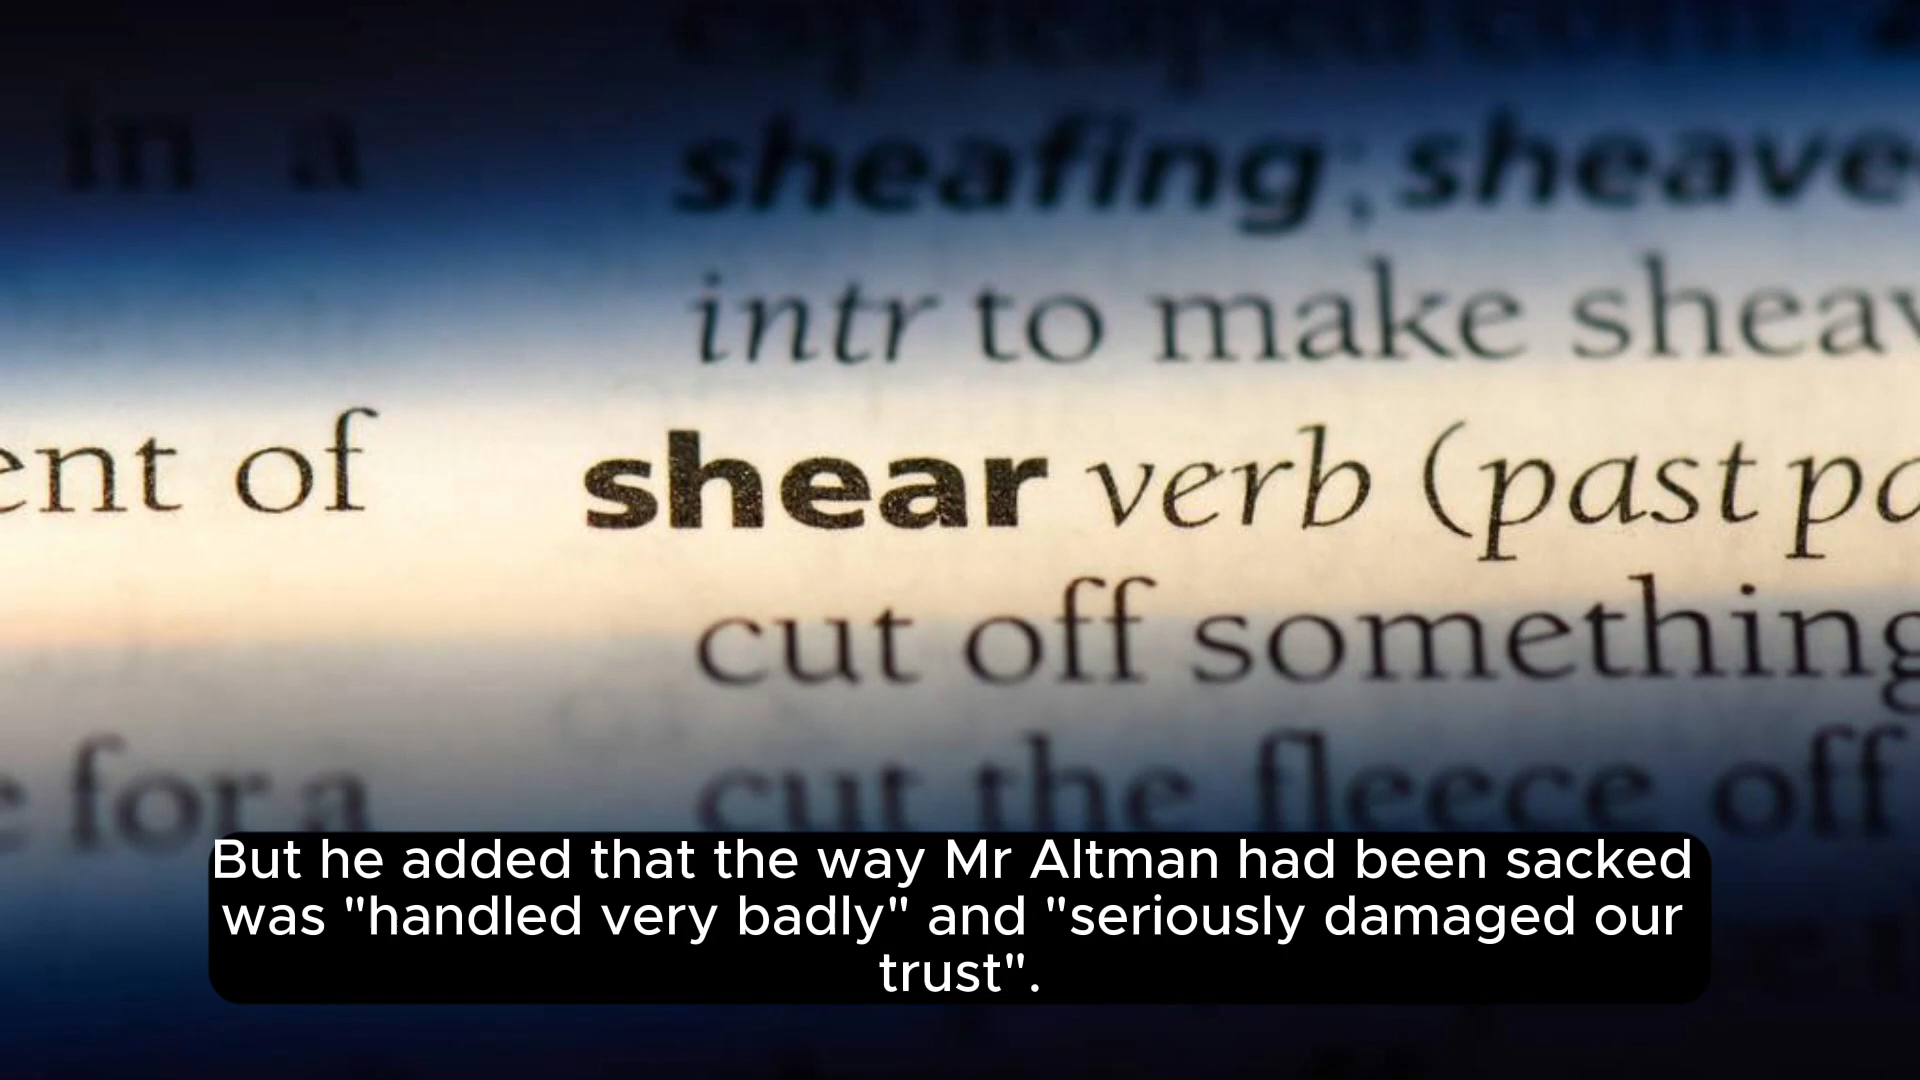 in a
sheafing; sheave
intr to make sheav
ent of
shear verb (past pa
cut off something
for a
cut the fleece off
But he added that the way Mr Altman had been sacked
was "handled very badly" and "seriously damaged our
trust".